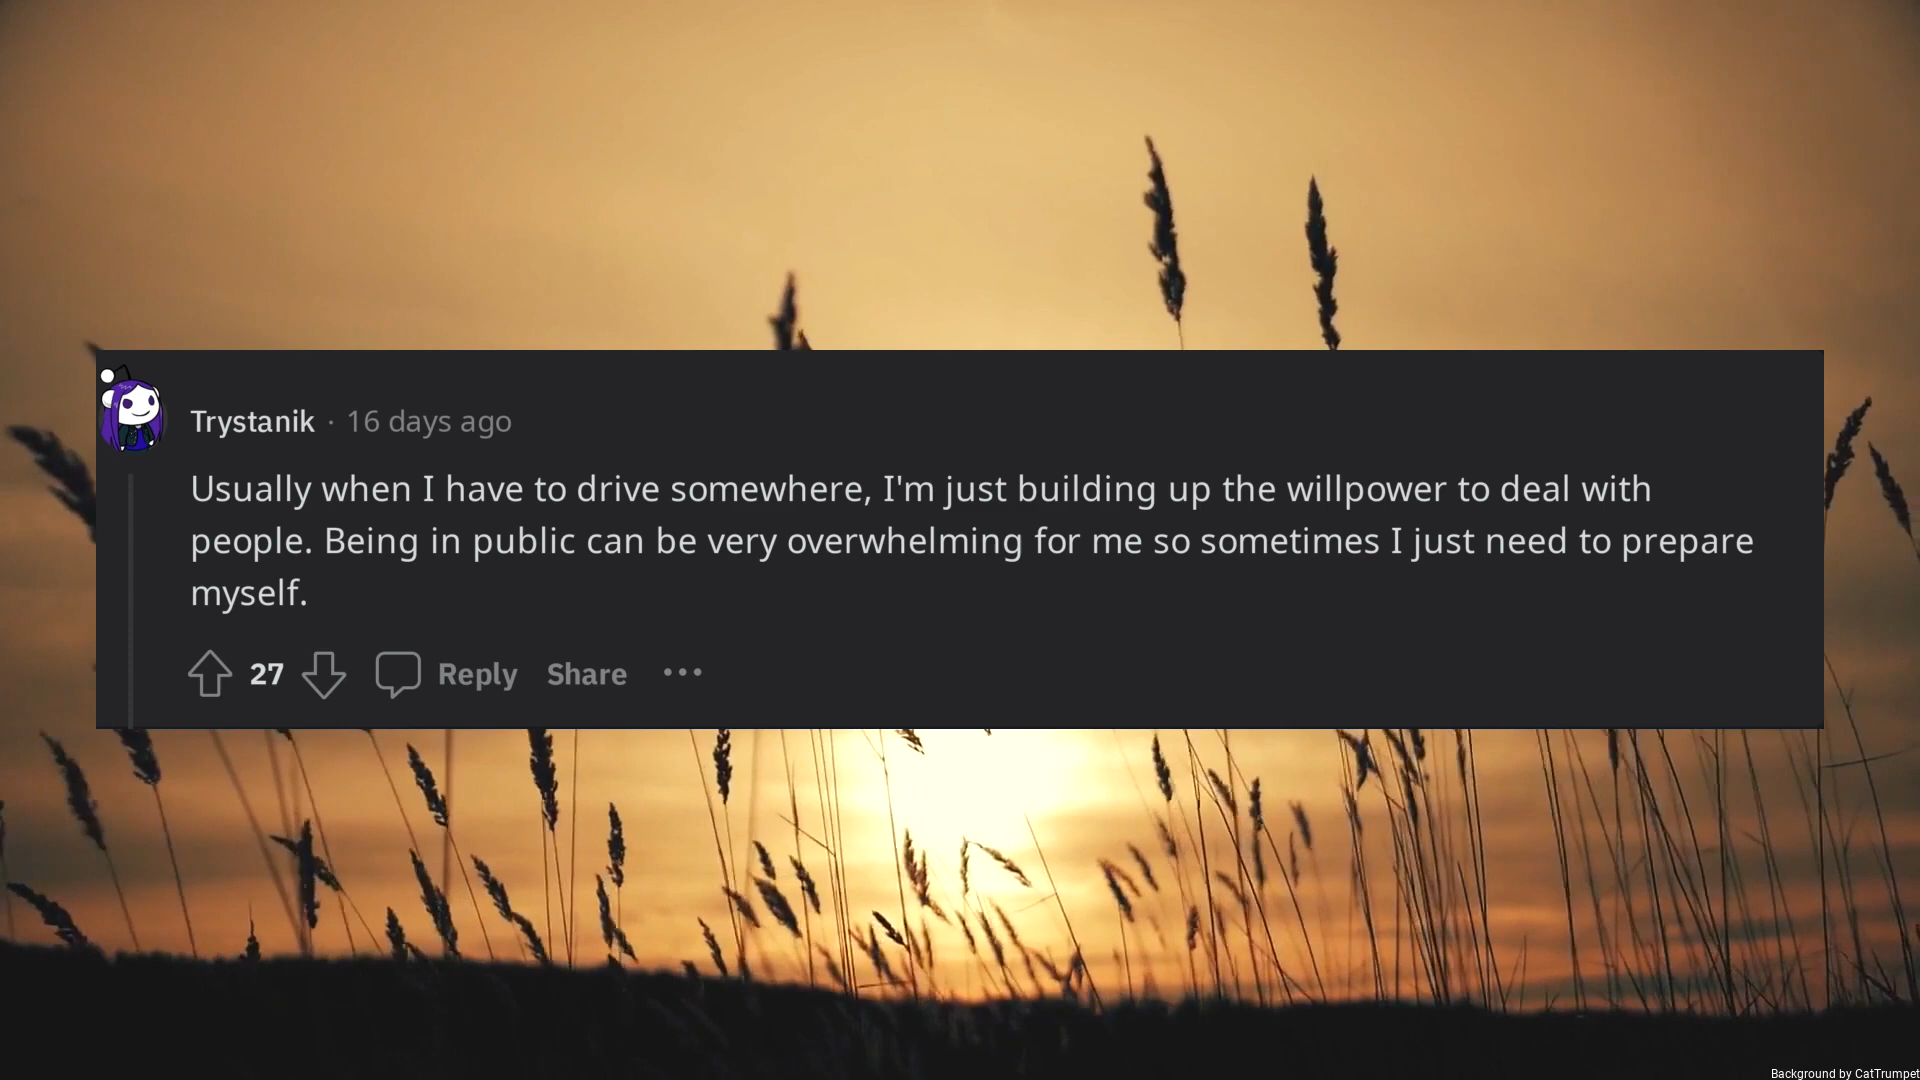 Trystanik · 16 days ago
Usually when I have to drive somewhere, I'm just building up the willpower to deal with
people. Being in public can be very overwhelming for me so sometimes I just need to prepare
myself.
27 Reply Share ···
Background by CatTrumpet